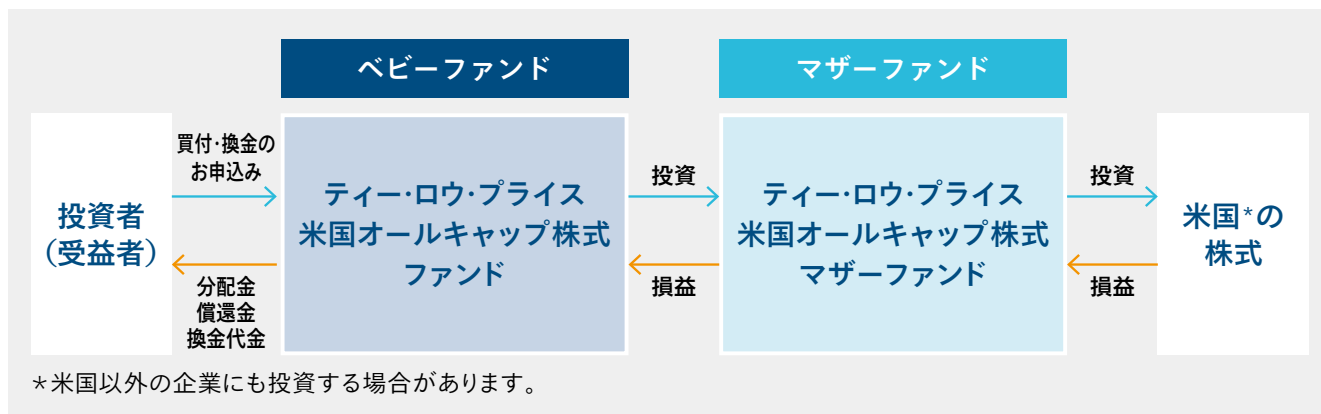 ベビーファンド
マザーファンド
投資者
（受益者）
買付・換金の
お申込み
分配金
償還金
換金代金
ティー・ロウ・プライス
米国オールキャップ株式
ファンド
投資
損益
ティー・ロウ・プライス
米国オールキャップ株式
マザーファンド
投資
損益
米国*の
株式
*米国以外の企業にも投資する場合があります。